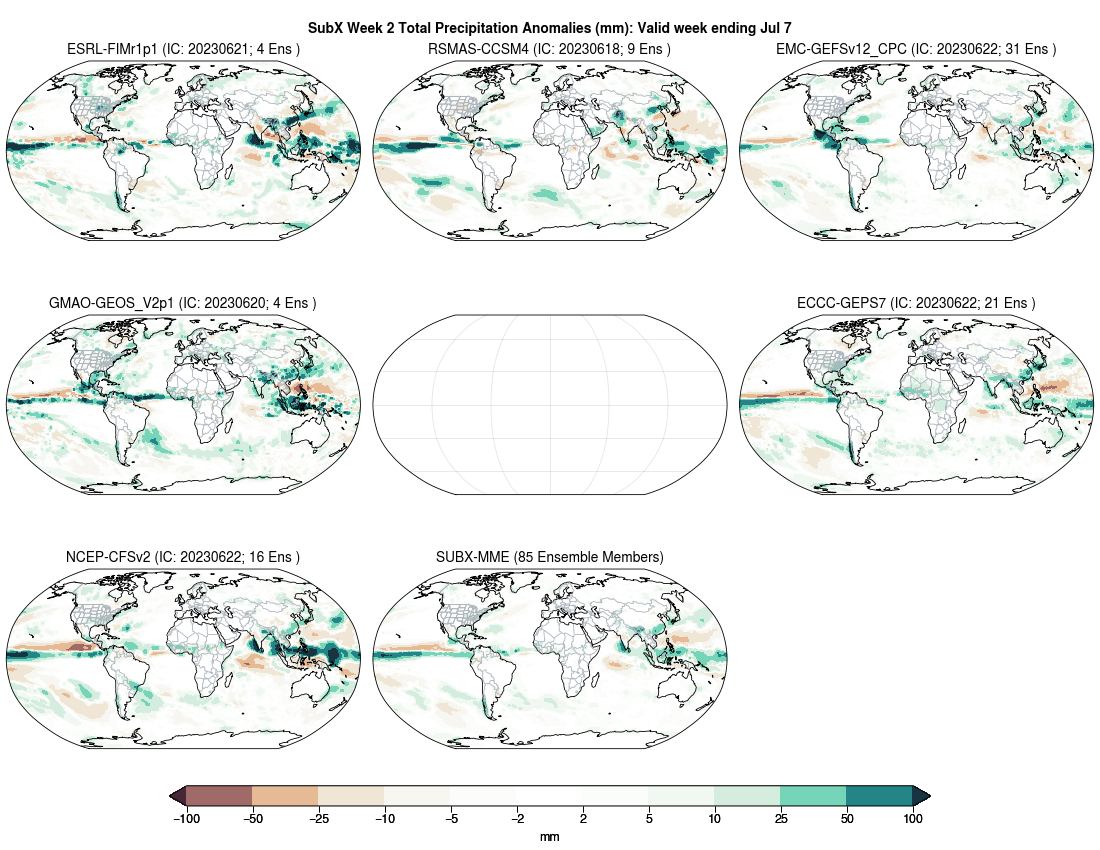 SubX Week 2 Total Precipitation Anomalies (mm): Valid week ending Jul 7
ESRL-FIMr1p1 (IC: 20230621; 4 Ens )
RSMAS-CCSM4 (IC: 20230618; 9 Ens )
EMC-GEFSv12_CPC (IC: 20230622; 31 Ens )
GMAO-GEOS_V2p1 (IC: 20230620; 4 Ens )
ECCC-GEPS7 (IC: 20230622; 21 Ens )
NCEP-CFSv2 (IC: 20230622; 16 Ens )
SUBX-MME (85 Ensemble Members)
−100 −50 −25 −10 −5 −2 2 5 10 25 50 100
mm